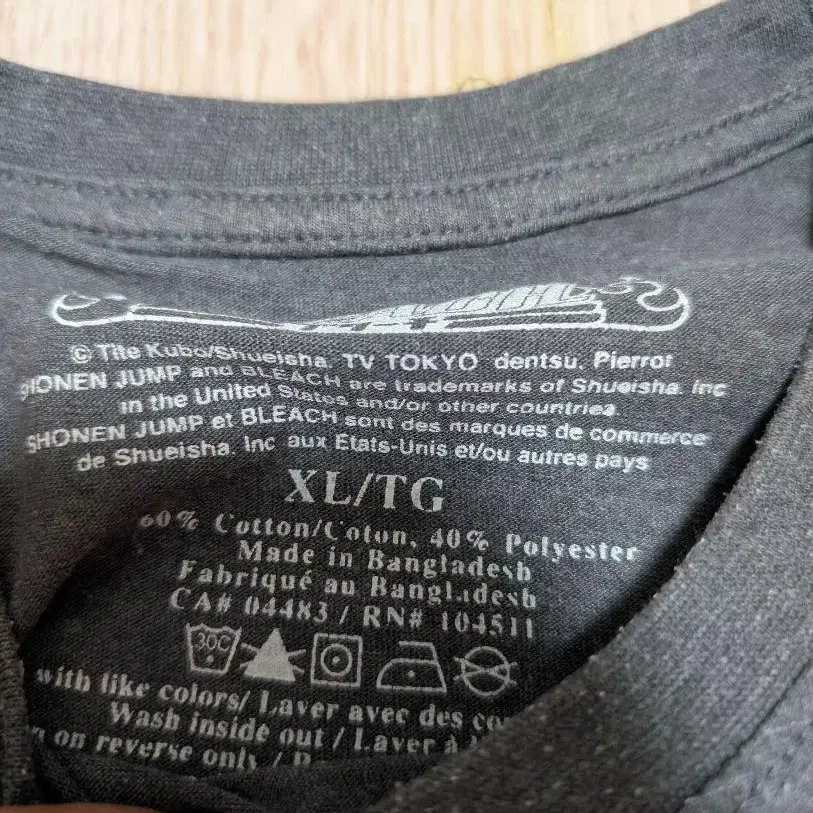 © Tite Kubo/Shueisha. TV TOKYO dentsu. Pierrot
SHONEN JUMP and BLEACH are trademarks of Shueisha. Inc
in the United States and/or other countries.
SHONEN JUMP et BLEACH sont des marques de commerce
de Shueisha. Inc aux Etats-Unis et/ou autres pays
XL/TG
60% Cotton/Coton, 40% Polyester
Made in Bangladesh
Fabriqué au Bangladesh
CA# 04483 / RN# 104511
30C
with like colors/ Laver avec des
Wash inside out / Laver à
on reverse only /